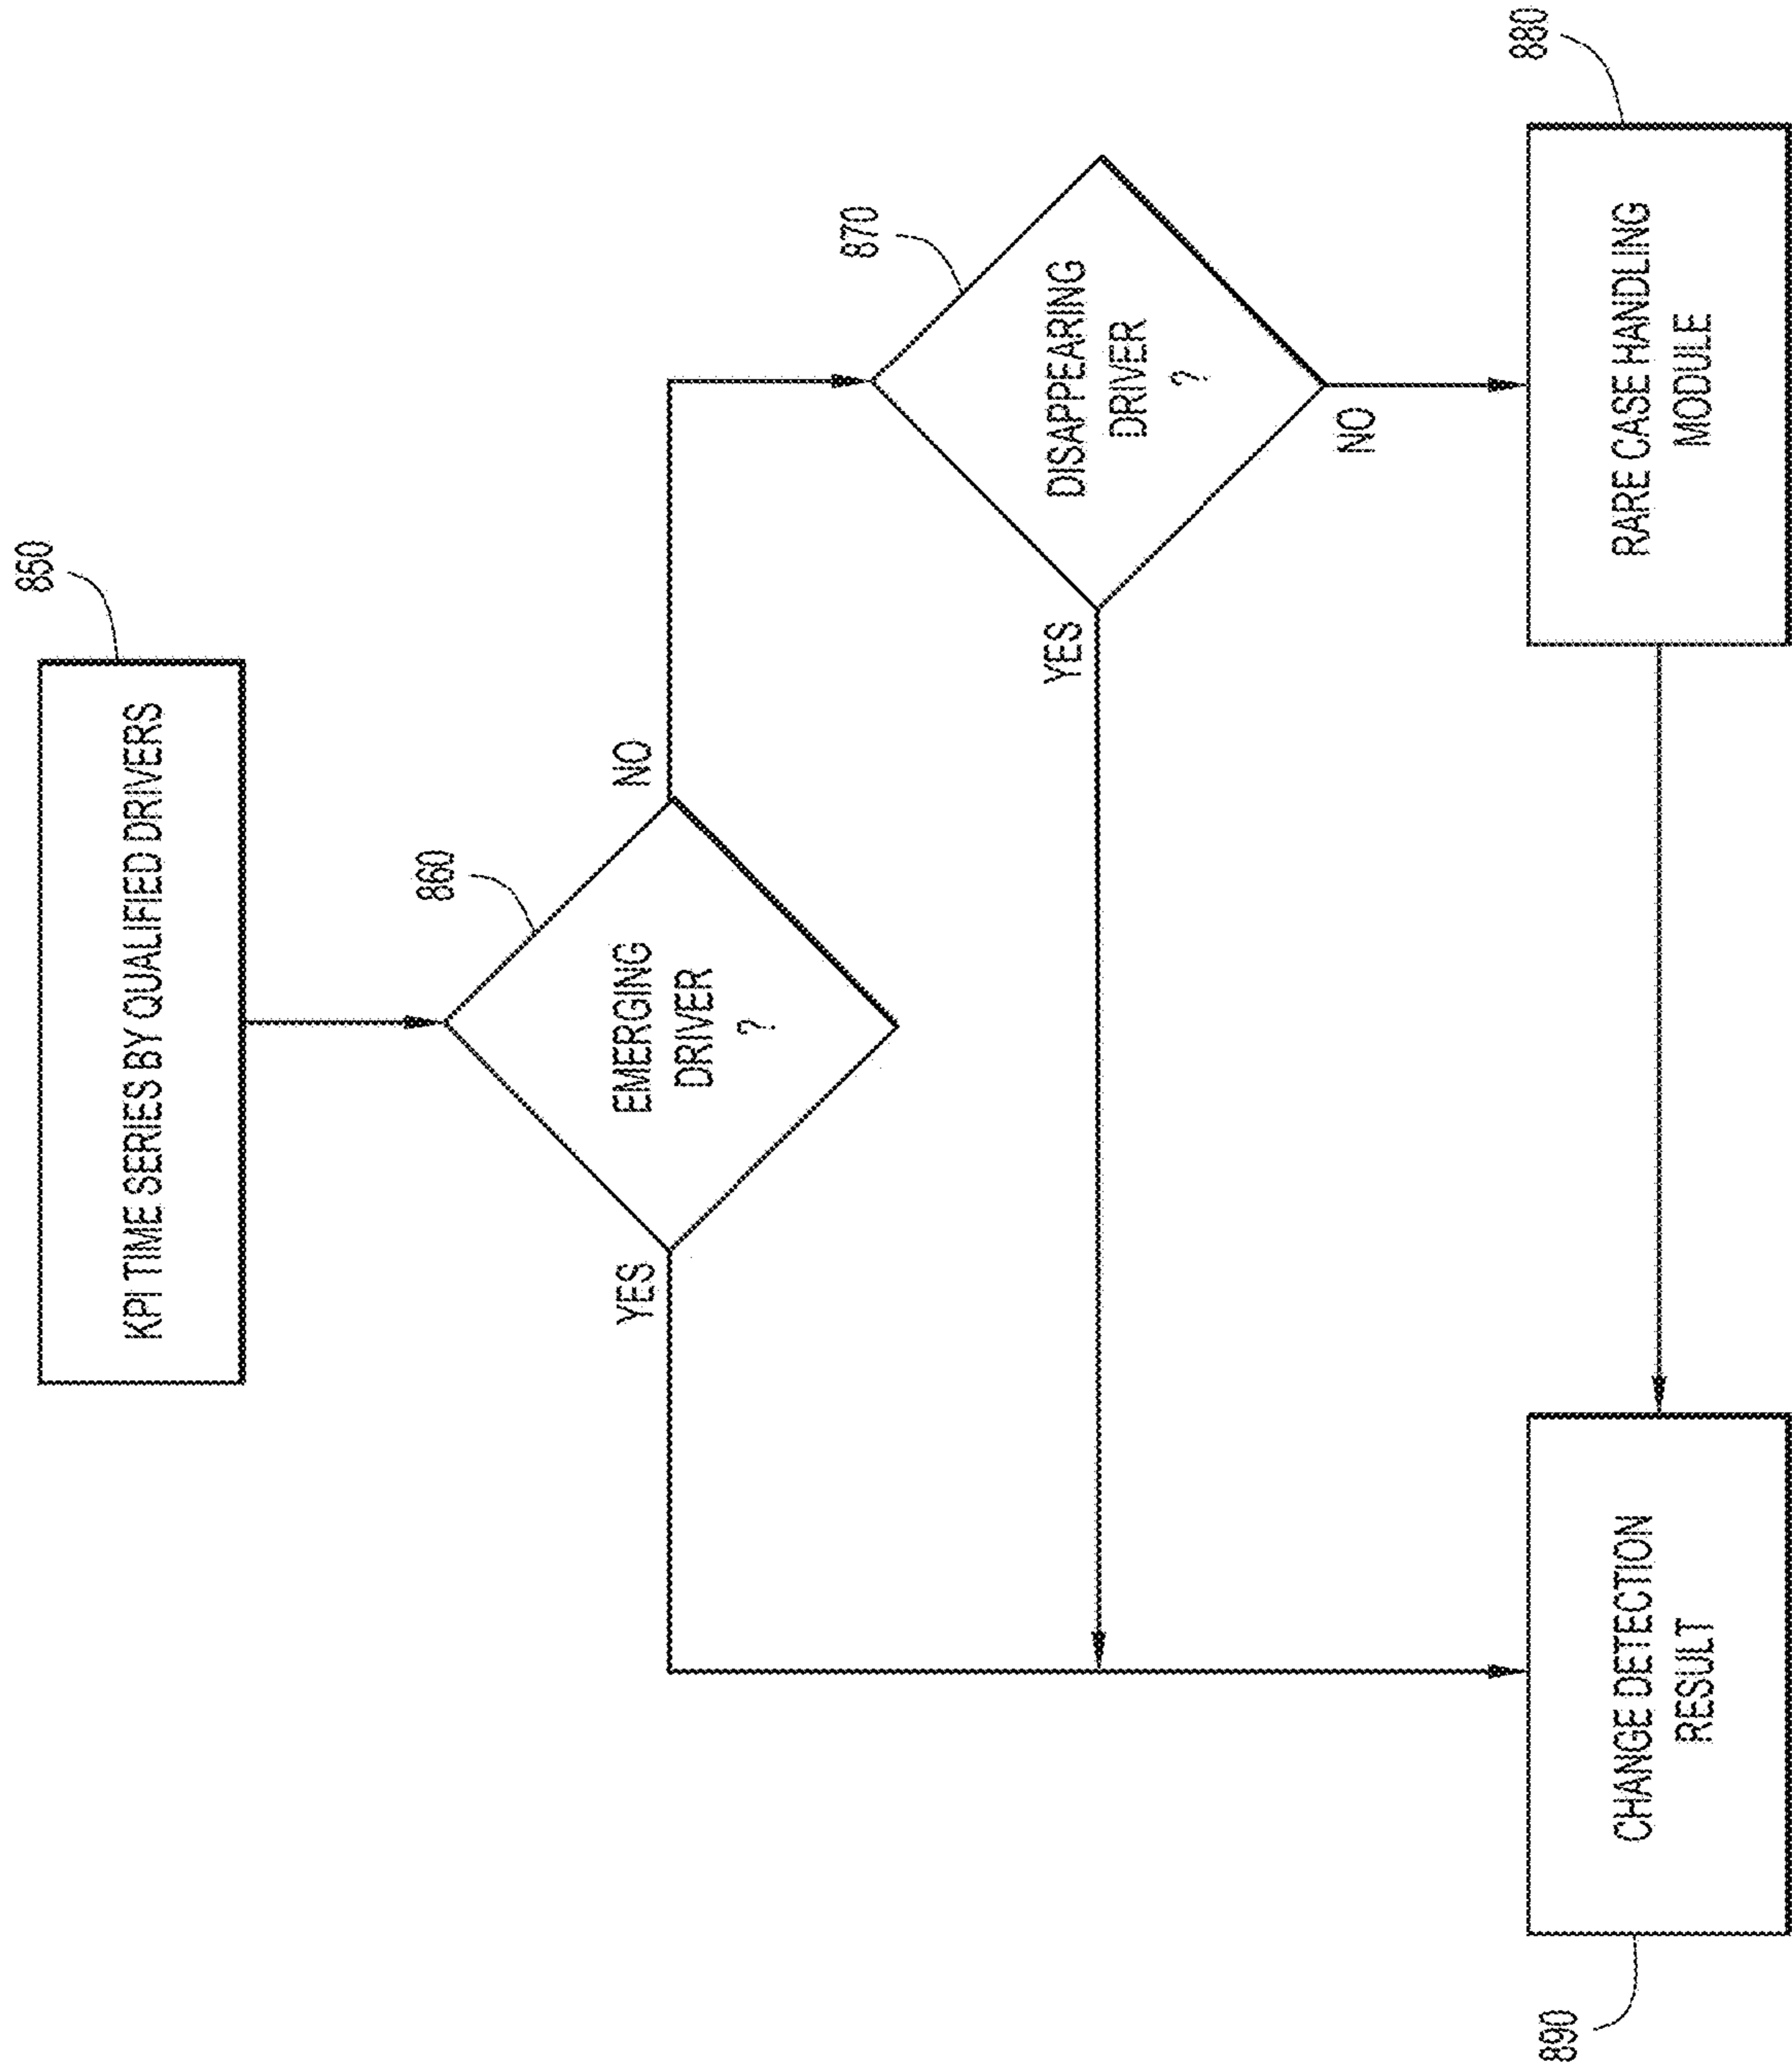 850
KPI TIME SERIES BY QUALIFIED DRIVERS
860
EMERGING
DRIVER
?
YES
NO
870
DISAPPEARING
DRIVER
?
YES
NO
880
RARE CASE HANDLING
MODULE
890
CHANGE DETECTION
RESULT